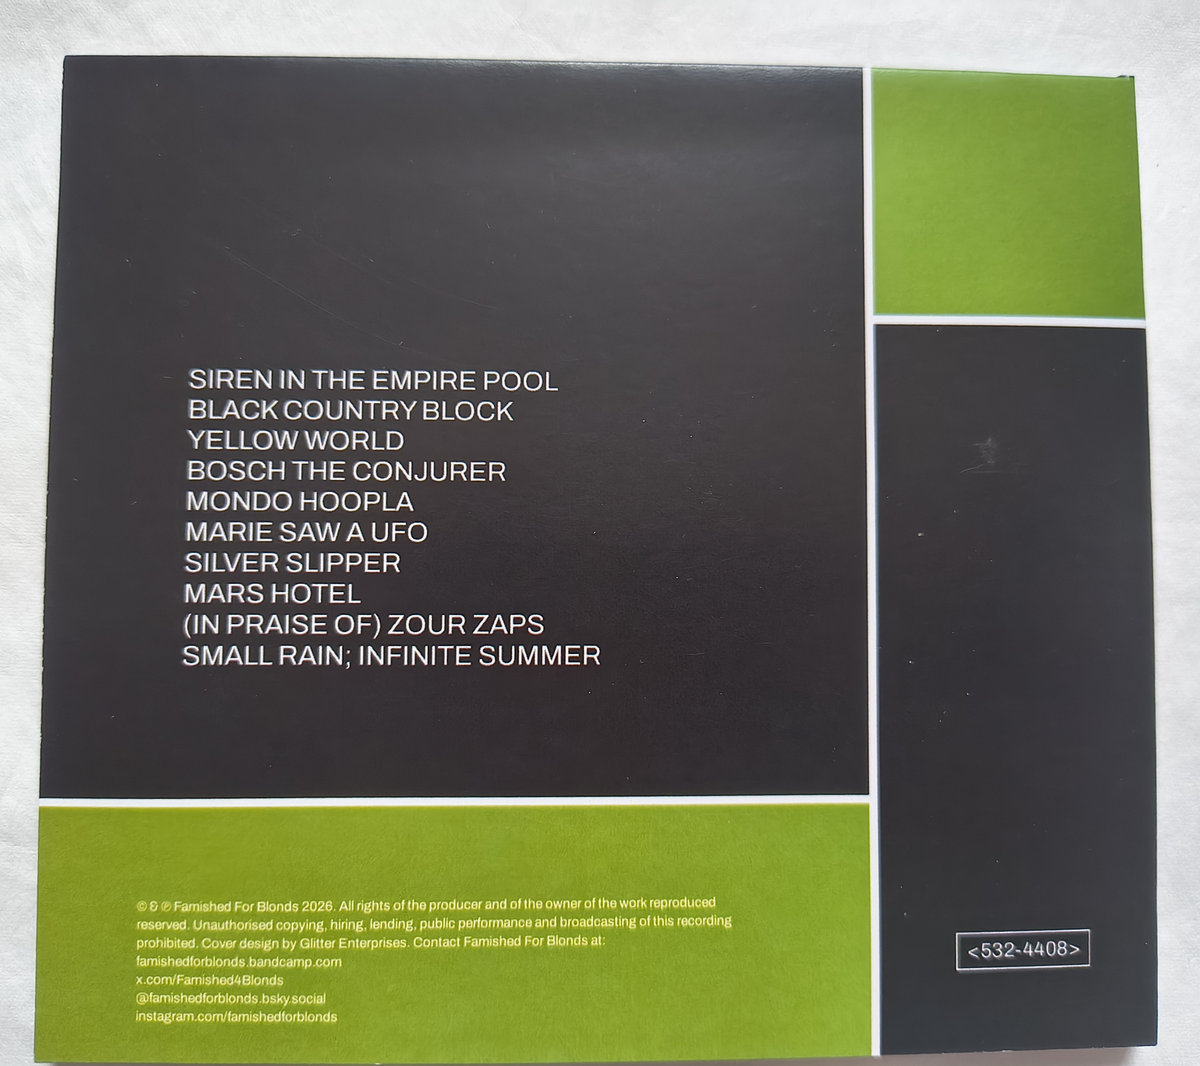 SIREN IN THE EMPIRE POOL
BLACK COUNTRY BLOCK
YELLOW WORLD
BOSCH THE CONJURER
MONDO HOOPLA
MARIE SAW A UFO
SILVER SLIPPER
MARS HOTEL
(IN PRAISE OF) ZOUR ZAPS
SMALL RAIN; INFINITE SUMMER
© & ℗ Famished For Blonds 2026. All rights of the producer and of the owner of the work reproduced
reserved. Unauthorised copying, hiring, lending, public performance and broadcasting of this recording
prohibited. Cover design by Glitter Enterprises. Contact Famished For Blonds at:
famishedforblonds.bandcamp.com
x.com/Famished4Blonds
@famishedforblonds.bsky.social
instagram.com/famishedforblonds
<532-4408>